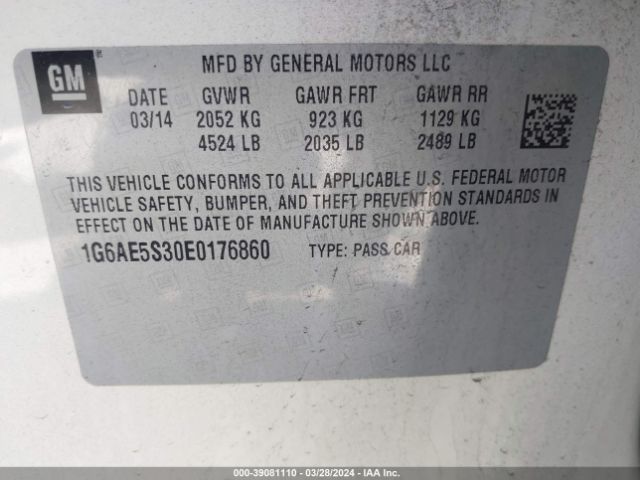 GM
MFD BY GENERAL MOTORS LLC
DATE GVWR GAWR FRT GAWR RR
03/14 2052 KG 923 KG 1129 KG
4524 LB 2035 LB 2489 LB
THIS VEHICLE CONFORMS TO ALL APPLICABLE U.S. FEDERAL MOTOR
VEHICLE SAFETY, BUMPER, AND THEFT PREVENTION STANDARDS IN
EFFECT ON THE DATE OF MANUFACTURE SHOWN ABOVE.
1G6AE5S30E0176860 TYPE: PASS CAR
000-39081110 | 03/28/2024 | IAA Inc.